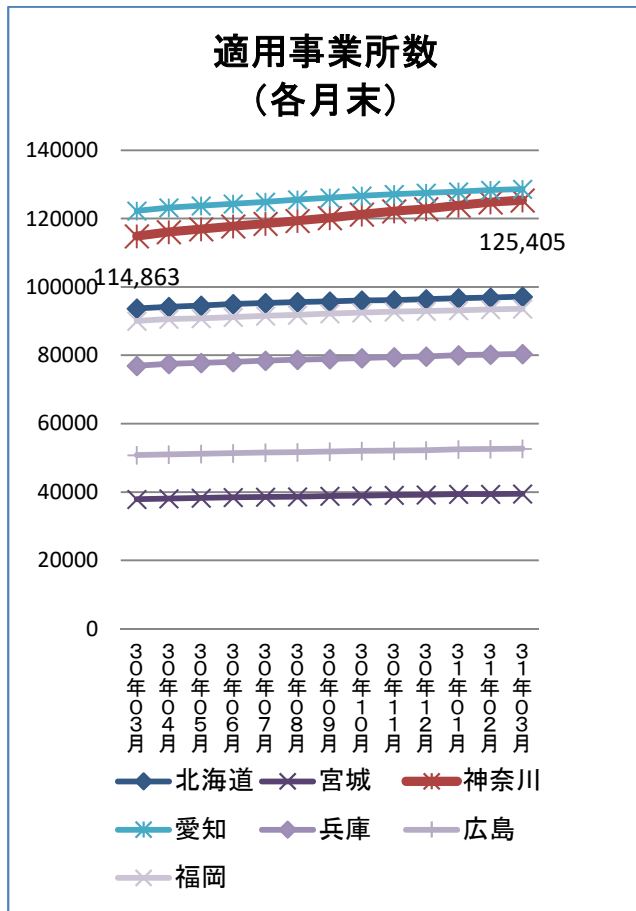 適用事業所数
（各月末）
140000
120000
100000
80000
60000
40000
20000
0
114,863
125,405
30年03月
30年04月
30年05月
30年06月
30年07月
30年08月
30年09月
30年10月
30年11月
30年12月
31年01月
31年02月
31年03月
北海道 宮城 神奈川
愛知 兵庫 広島
福岡